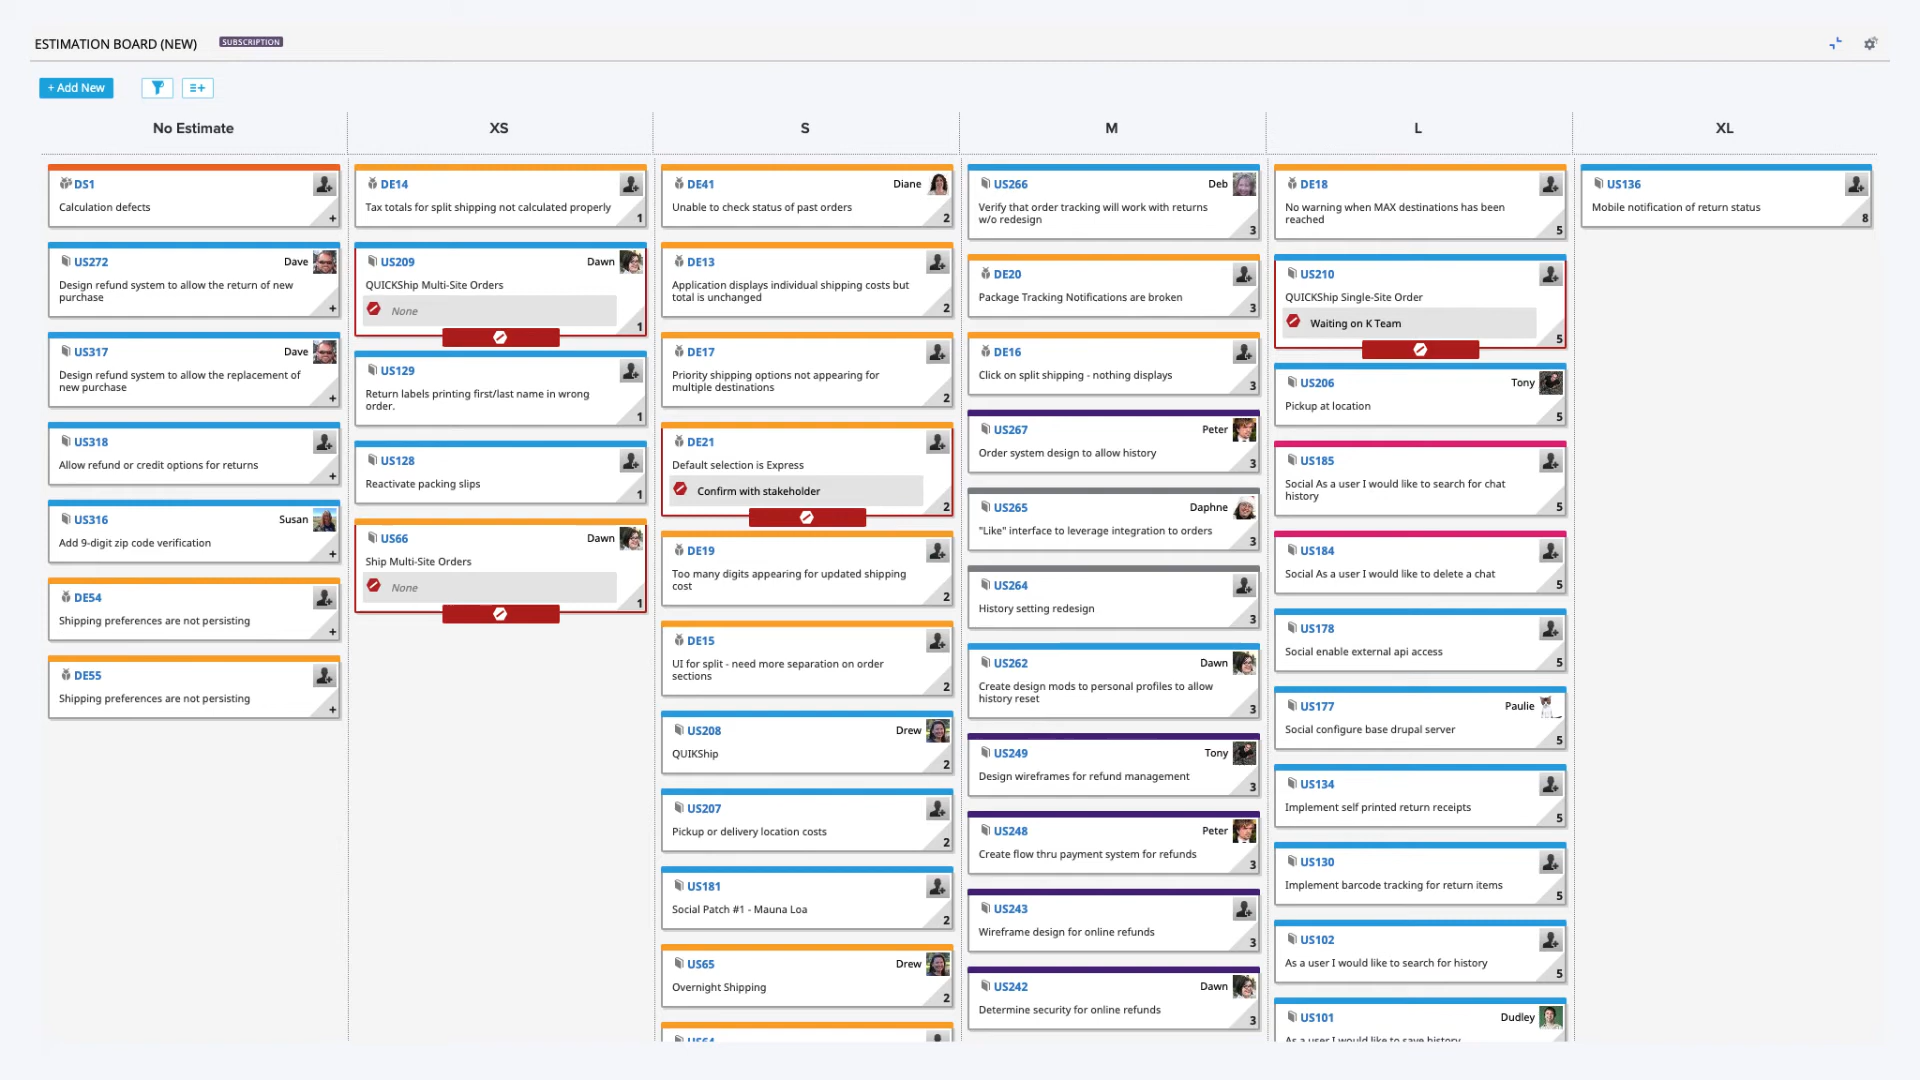 ESTIMATION BOARD (NEW) SUBSCRIPTION
+ Add New
No Estimate
DS1
Calculation defects
+
US272 Dave
Design refund system to allow the return of new
purchase
+
US317 Dave
Design refund system to allow the replacement of
new purchase
+
US318
Allow refund or credit options for returns
+
US316 Susan
Add 9-digit zip code verification
+
DE54
Shipping preferences are not persisting
+
DE55
Shipping preferences are not persisting
+
XS
DE14
Tax totals for split shipping not calculated properly
1
US209 Dawn
QUICKShip Multi-Site Orders
None
1
US129
Return labels printing first/last name in wrong
order.
1
US128
Reactivate packing slips
1
US66 Dawn
Ship Multi-Site Orders
None
1
S
DE41 Diane
Unable to check status of past orders
2
DE13
Application displays individual shipping costs but
total is unchanged
2
DE17
Priority shipping options not appearing for
multiple destinations
2
DE21
Default selection is Express
Confirm with stakeholder
2
DE19
Too many digits appearing for updated shipping
cost
2
DE15
UI for split - need more separation on order
sections
2
US208 Drew
QUIKShip
2
US207
Pickup or delivery location costs
2
US181
Social Patch #1 - Mauna Loa
2
US65 Drew
Overnight Shipping
2
US64
M
US266 Deb
Verify that order tracking will work with returns
w/o redesign
3
DE20
Package Tracking Notifications are broken
3
DE16
Click on split shipping - nothing displays
3
US267 Peter
Order system design to allow history
3
US265 Daphne
"Like" interface to leverage integration to orders
3
US264
History setting redesign
3
US262 Dawn
Create design mods to personal profiles to allow
history reset
3
US249 Tony
Design wireframes for refund management
3
US248 Peter
Create flow thru payment system for refunds
3
US243
Wireframe design for online refunds
3
US242 Dawn
Determine security for online refunds
3
L
DE18
No warning when MAX destinations has been
reached
5
US210
QUICKShip Single-Site Order
Waiting on K Team
5
US206 Tony
Pickup at location
5
US185
Social As a user I would like to search for chat
history
5
US184
Social As a user I would like to delete a chat
5
US178
Social enable external api access
5
US177 Paulie
Social configure base drupal server
5
US134
Implement self printed return receipts
5
US130
Implement barcode tracking for return items
5
US102
As a user I would like to search for history
5
US101 Dudley
As a user I would like to save history
XL
US136
Mobile notification of return status
8